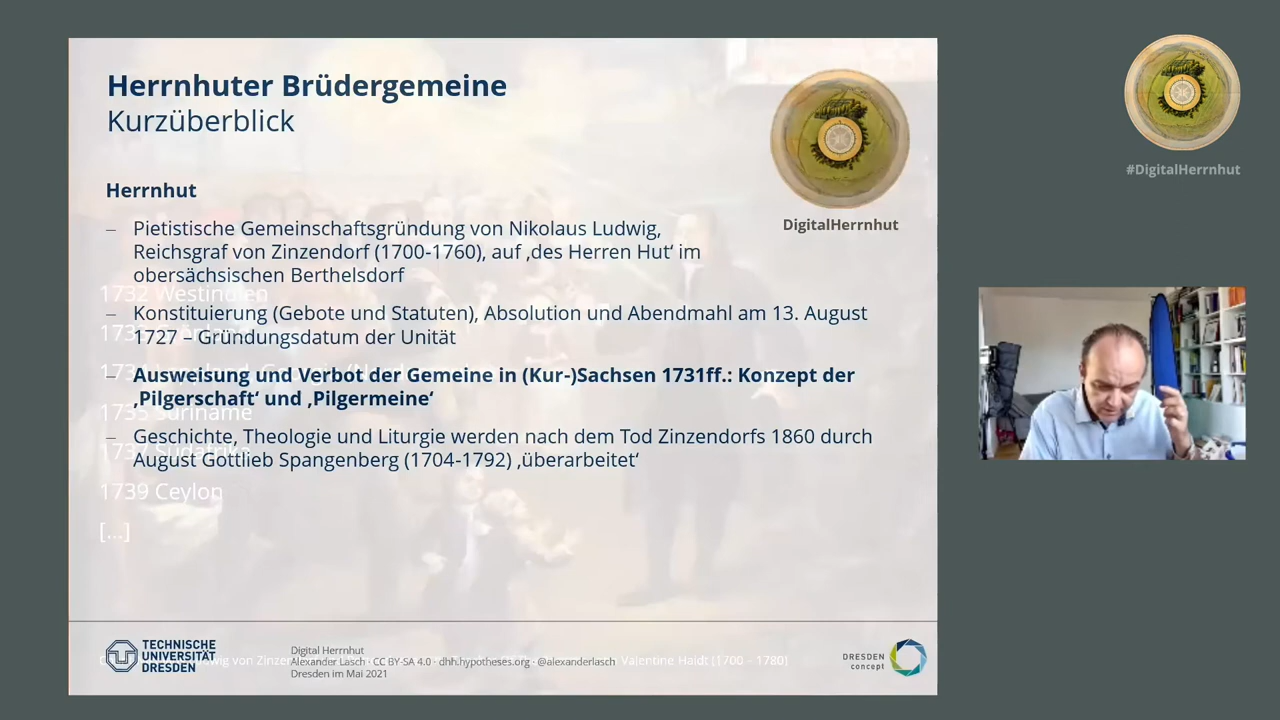 Herrnhuter Brüdergemeine
Kurzüberblick
DigitalHerrnhut
#DigitalHerrnhut
Herrnhut
– Pietistische Gemeinschaftsgründung von Nikolaus Ludwig,
Reichsgraf von Zinzendorf (1700-1760), auf ‚des Herren Hut‘ im
obersächsischen Berthelsdorf
– Konstituierung (Gebote und Statuten), Absolution und Abendmahl am 13. August
1727 – Gründungsdatum der Unität
– Ausweisung und Verbot der Gemeine in (Kur-)Sachsen 1731ff.: Konzept der
‚Pilgerschaft‘ und ‚Pilgermeine‘
– Geschichte, Theologie und Liturgie werden nach dem Tod Zinzendorfs 1860 durch
August Gottlieb Spangenberg (1704-1792) ‚überarbeitet‘
1732 Westindien
1735 Suriname
1739 Ceylon
[...]
TECHNISCHE
UNIVERSITÄT
DRESDEN
Digital Herrnhut
Alexander Lasch · CC BY-SA 4.0 · dhh.hypotheses.org · @alexanderlasch
Dresden im Mai 2021
Valentine Haidt [1700 – 1780]
DRESDEN
concept